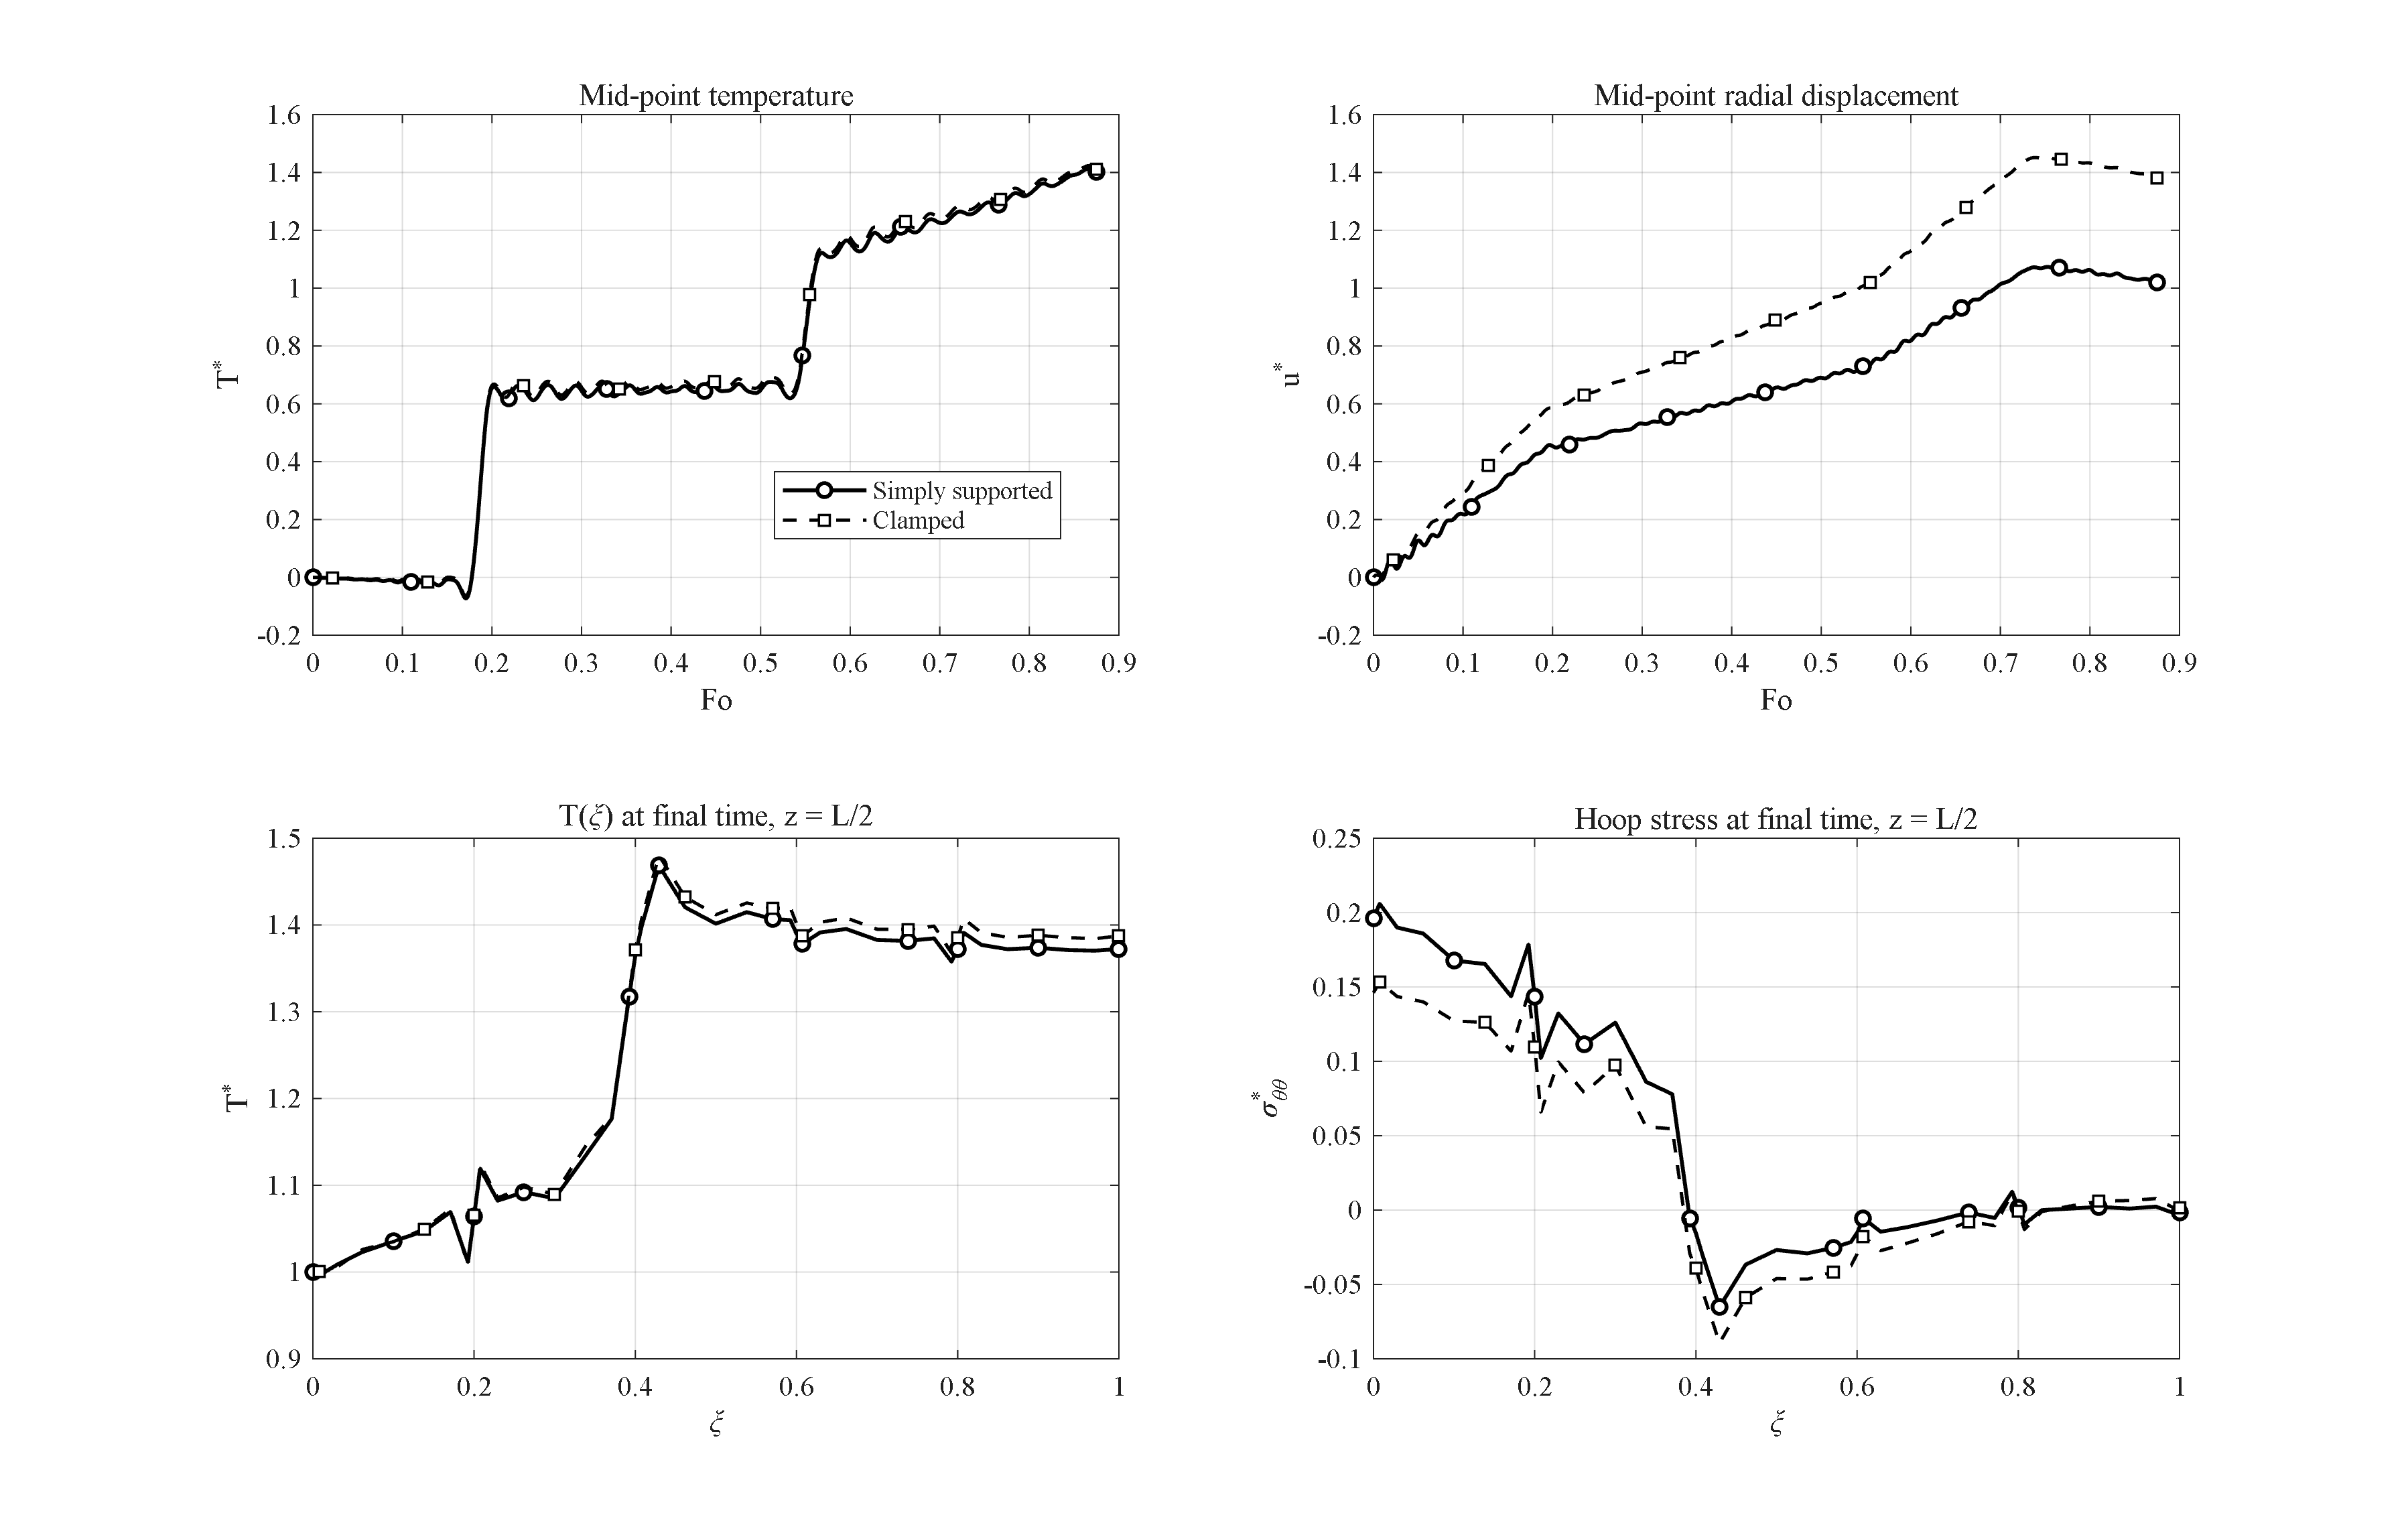 Mid-point temperature
1.6
1.4
1.2
1
0.8
0.6
0.4
0.2
0
-0.2
T*
Simply supported
Clamped
0 0.1 0.2 0.3 0.4 0.5 0.6 0.7 0.8 0.9
Fo
Mid-point radial displacement
1.6
1.4
1.2
1
0.8
0.6
0.4
0.2
0
-0.2
u*
0 0.1 0.2 0.3 0.4 0.5 0.6 0.7 0.8 0.9
Fo
T(ξ) at final time, z = L/2
1.5
1.4
1.3
1.2
1.1
1
0.9
T*
0 0.2 0.4 0.6 0.8 1
ξ
Hoop stress at final time, z = L/2
0.25
0.2
0.15
0.1
0.05
0
-0.05
-0.1
σ*θθ
0 0.2 0.4 0.6 0.8 1
ξ